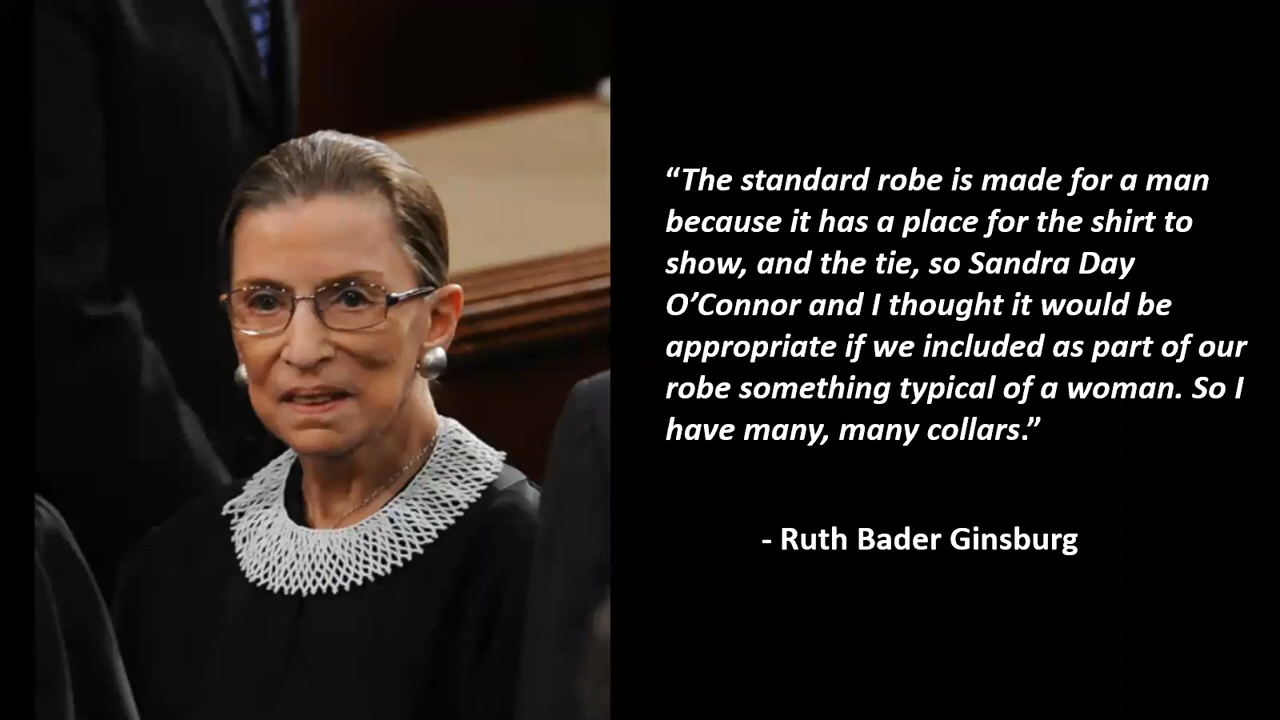 “The standard robe is made for a man
because it has a place for the shirt to
show, and the tie, so Sandra Day
O’Connor and I thought it would be
appropriate if we included as part of our
robe something typical of a woman. So I
have many, many collars.”
- Ruth Bader Ginsburg